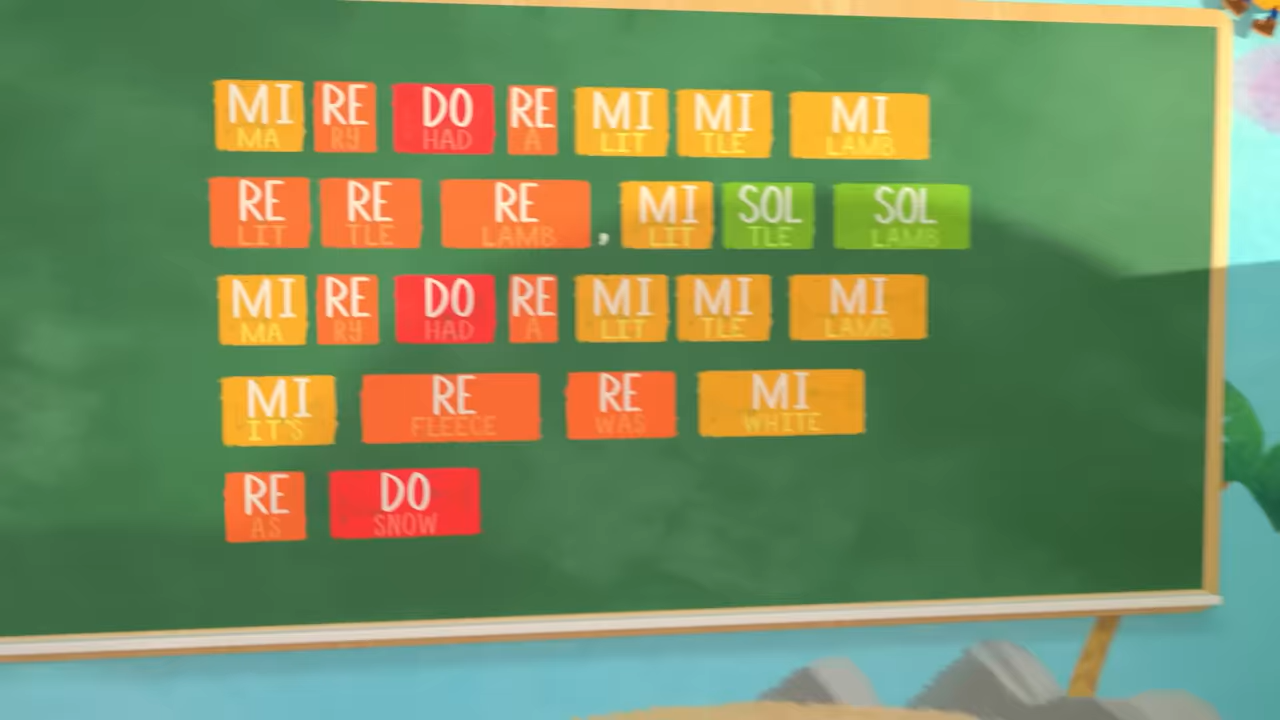 MI RE DO RE MI MI MI
MA RY HAD A LIT TLE LAMB
RE RE RE , MI SOL SOL
LIT TLE LAMB LIT TLE LAMB
MI RE DO RE MI MI MI
MA RY HAD A LIT TLE LAMB
MI RE RE MI
IT'S FLEECE WAS WHITE
RE DO
AS SNOW